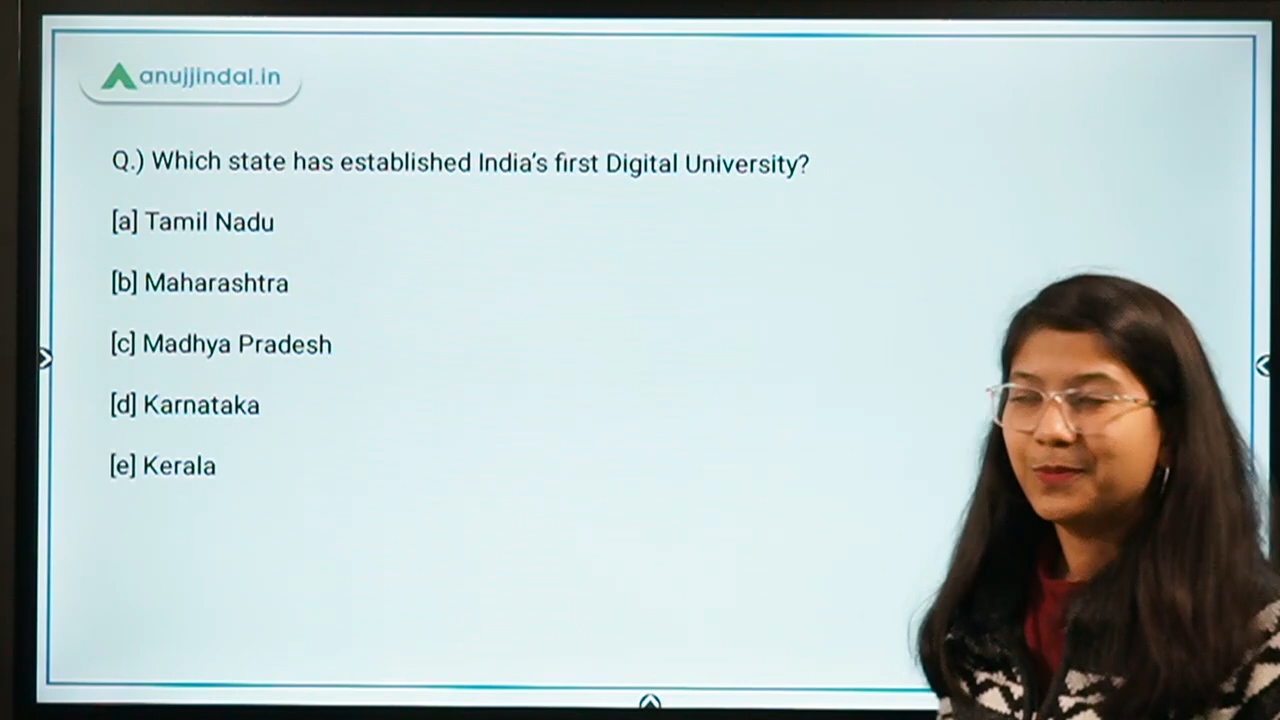 anujjindal.in
Q.) Which state has established India's first Digital University?
[a] Tamil Nadu
[b] Maharashtra
[c] Madhya Pradesh
[d] Karnataka
[e] Kerala